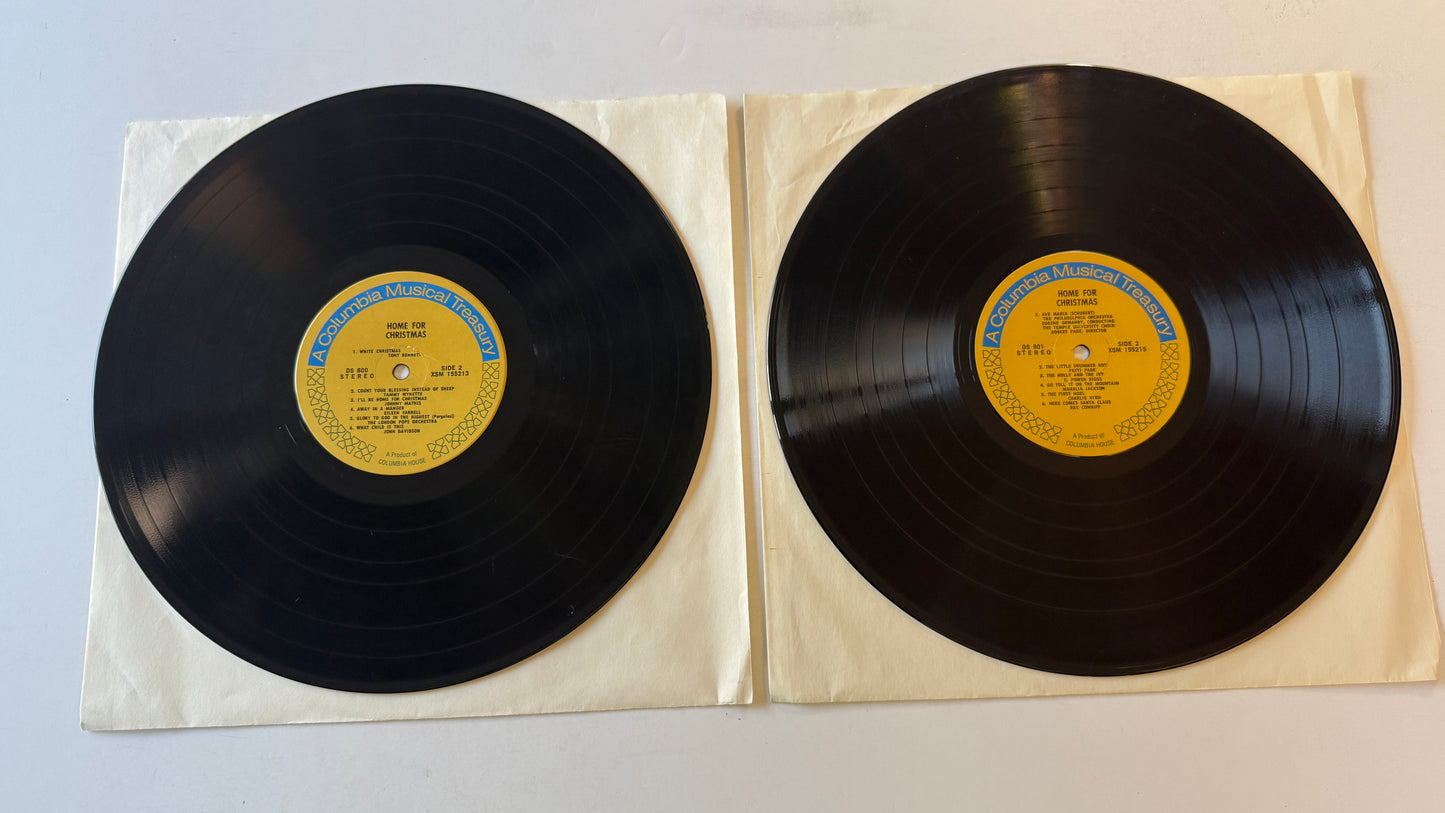 A Columbia Musical Treasury
HOME FOR
CHRISTMAS
1. WHITE CHRISTMAS
TONY BENNETT
DS 800
STEREO
SIDE 2
XSM 155213
2. COUNT YOUR BLESSING INSTEAD OF SHEEP
TAMMY WYNETTE
3. I'LL BE HOME FOR CHRISTMAS
JOHNNY MATHIS
4. AWAY IN A MANGER
EILEEN FARRELL
5. GLORY TO GOD IN THE HIGHEST (Pergolesi)
THE LONDON POPS ORCHESTRA
6. WHAT CHILD IS THIS
JOHN DAVIDSON
A Product of
COLUMBIA HOUSE
A Columbia Musical Treasury
HOME FOR
CHRISTMAS
1. AVE MARIA (SCHUBERT)
THE PHILADELPHIA ORCHESTRA
EUGENE ORMANDY, CONDUCTING
THE TEMPLE UNIVERSITY CHOIR
ROBERT PAGE, DIRECTOR
DS 801
STEREO
SIDE 2
XSM 155215
2. THE LITTLE DRUMMER BOY
PATTI PAGE
3. THE HOLLY AND THE IVY
E. POWER BIGGS
4. GO TELL IT ON THE MOUNTAIN
MAHALIA JACKSON
5. THE FIRST NOEL
CHARLIE BYRD
6. HERE COMES SANTA CLAUS
RAY CONNIFF
A Product of
COLUMBIA HOUSE